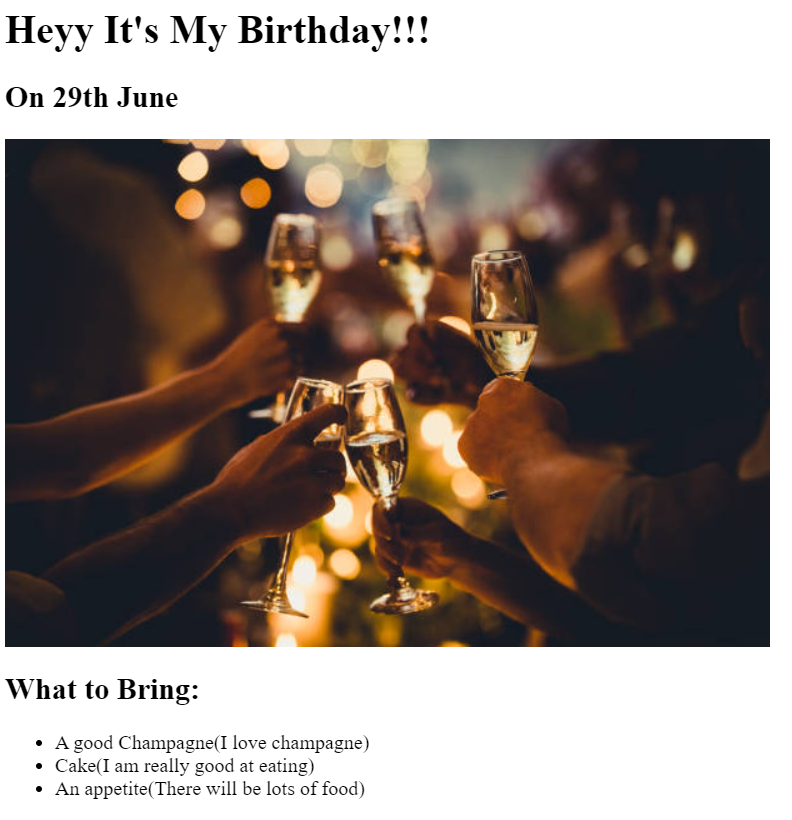 Heyy It's My Birthday!!!
On 29th June
What to Bring:
A good Champagne(I love champagne)
Cake(I am really good at eating)
An appetite(There will be lots of food)